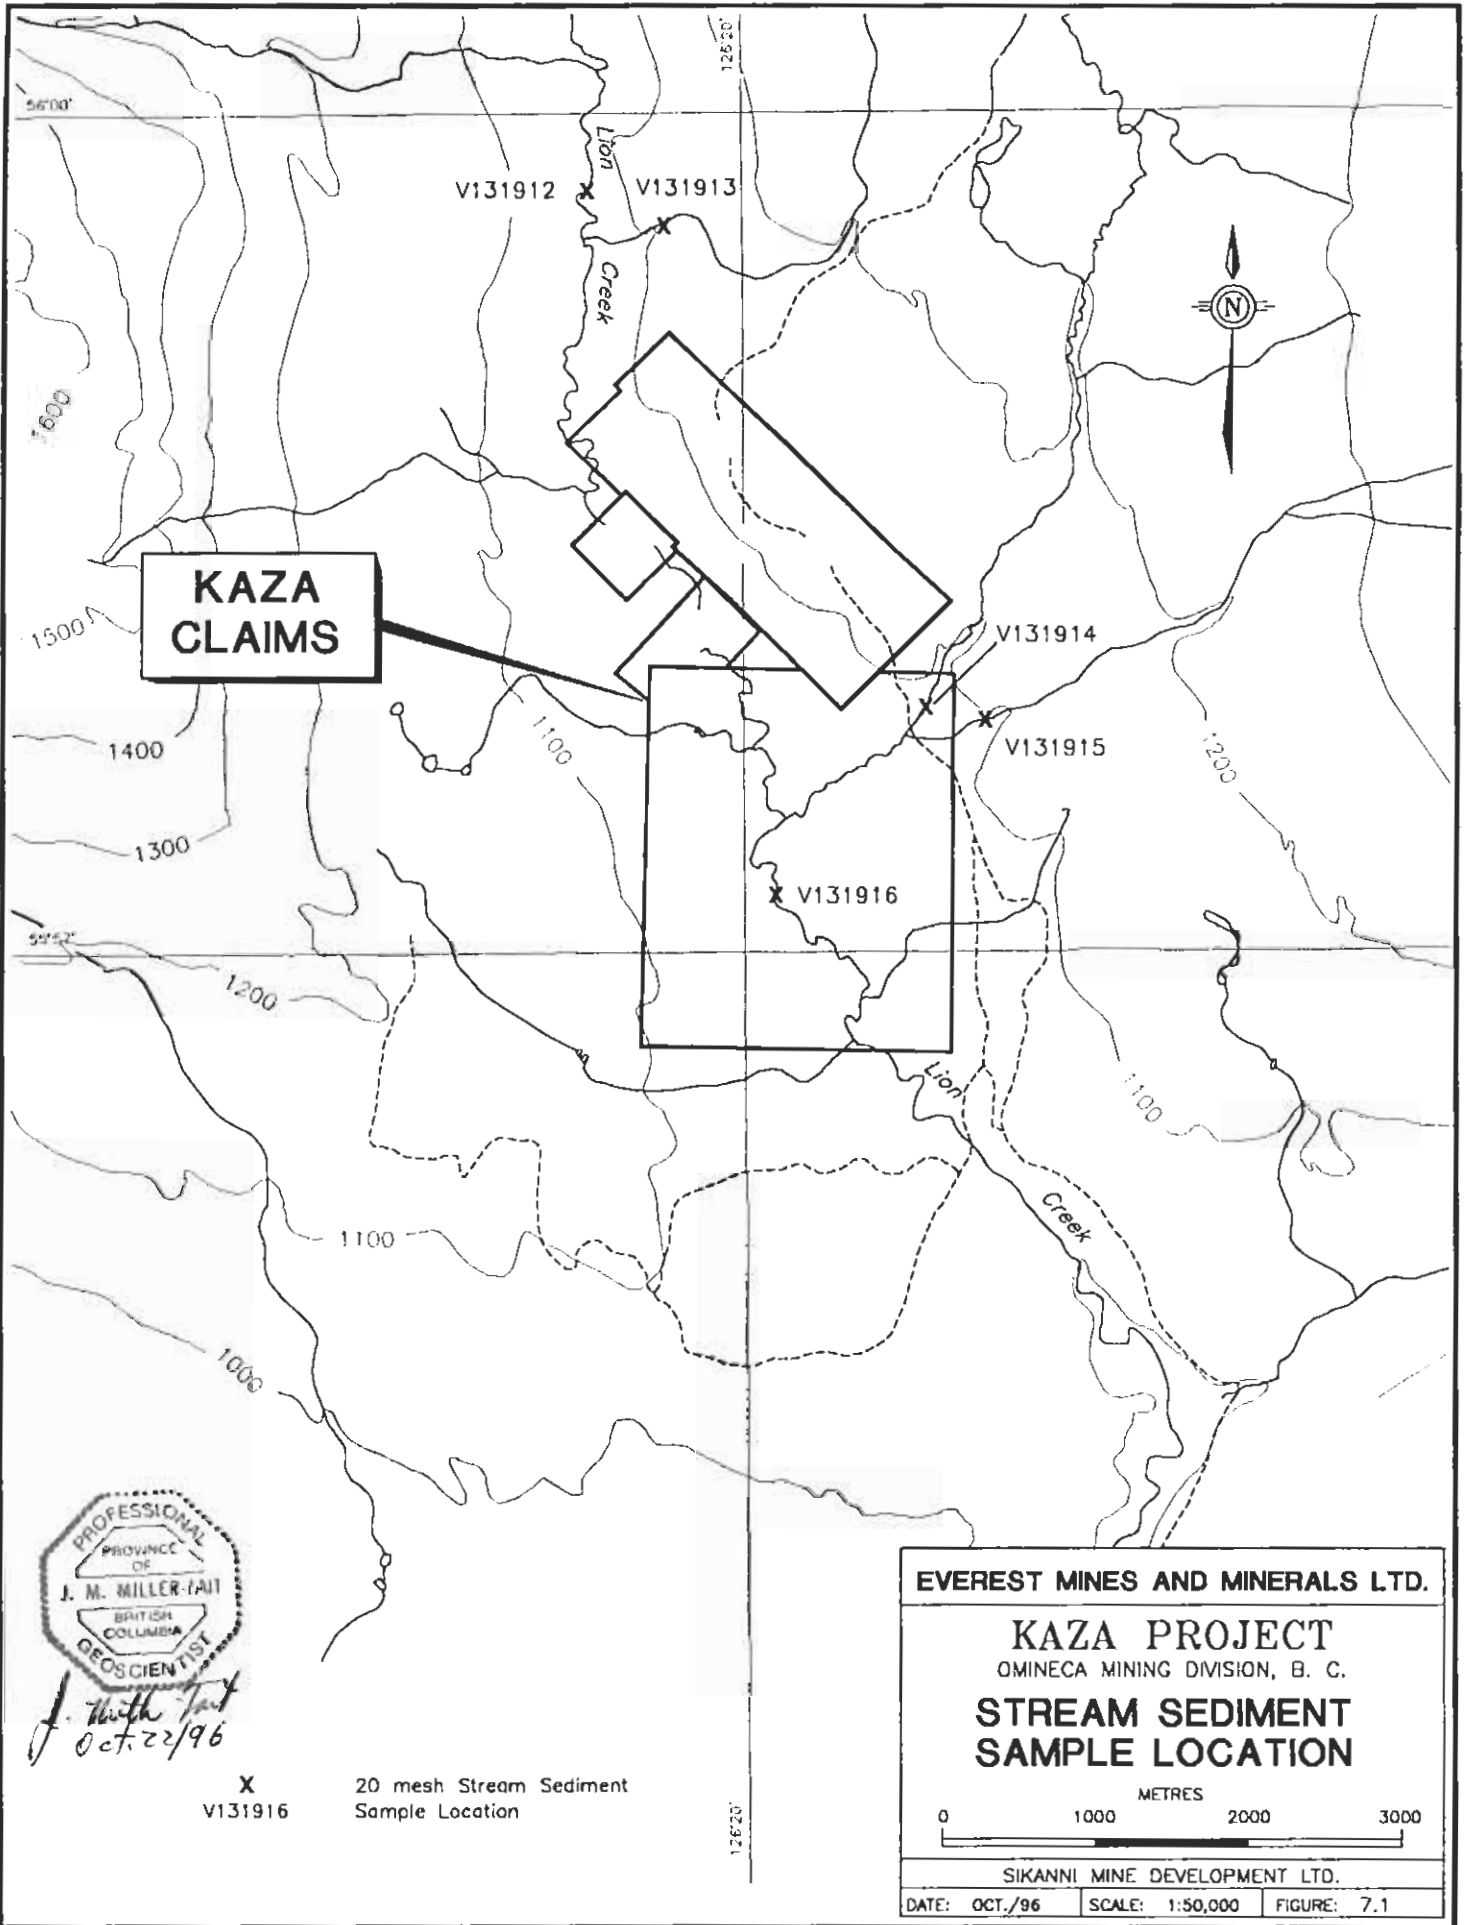 126°20'
56°00'
Lion
V131912
V131913
Creek
N
1600
KAZA
CLAIMS
1500
V131914
V131915
1400
1100
1200
1300
V131916
55°57'
1200
Lion
1100
Creek
1100
1000
PROFESSIONAL
PROVINCE
OF
J. M. MILLER-TAIT
BRITISH
COLUMBIA
GEOSCIENTIST
Oct. 22/96
X
20 mesh Stream Sediment
V131916
Sample Location
126°20'
EVEREST MINES AND MINERALS LTD.
KAZA PROJECT
OMINECA MINING DIVISION, B. C.
STREAM SEDIMENT
SAMPLE LOCATION
METRES
0 1000 2000 3000
SIKANNI MINE DEVELOPMENT LTD.
DATE: OCT./96 SCALE: 1:50,000 FIGURE: 7.1